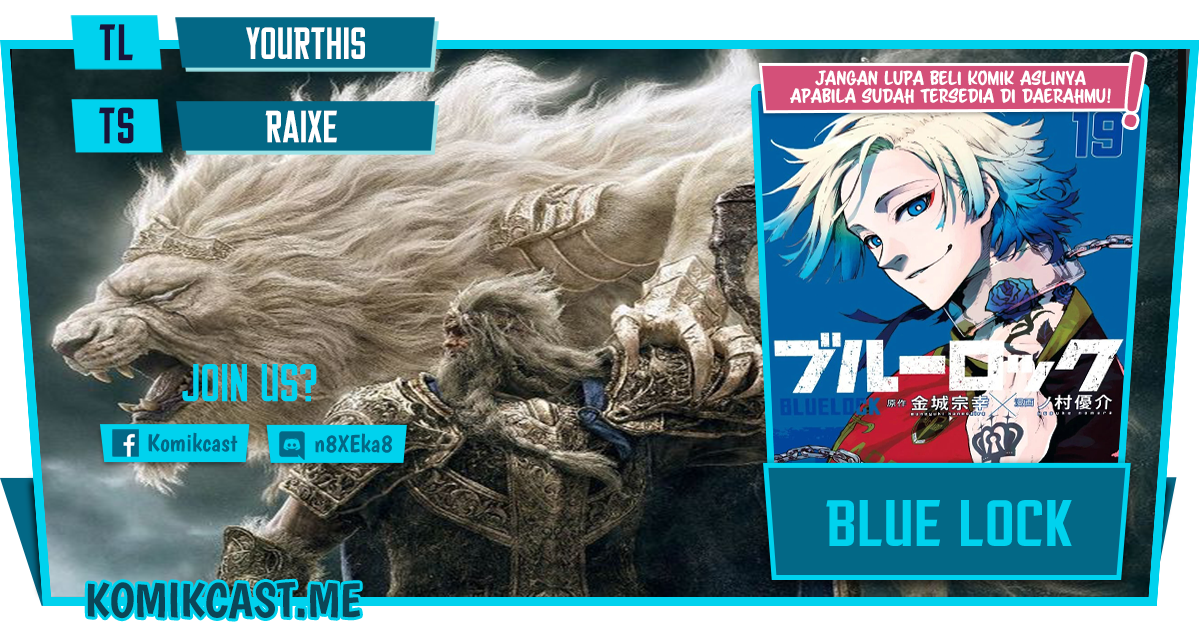 TL YOURTHIS
TS RAIXE
JANGAN LUPA BELI KOMIK ASLINYA
APABILA SUDAH TERSEDIA DI DAERAHMU!
19
ブルーロック
BLUELOCK
原作 金城宗幸 × 漫画 ノ村優介
JOIN US?
Komikcast
n8XEka8
BLUE LOCK
KOMIKCAST.ME